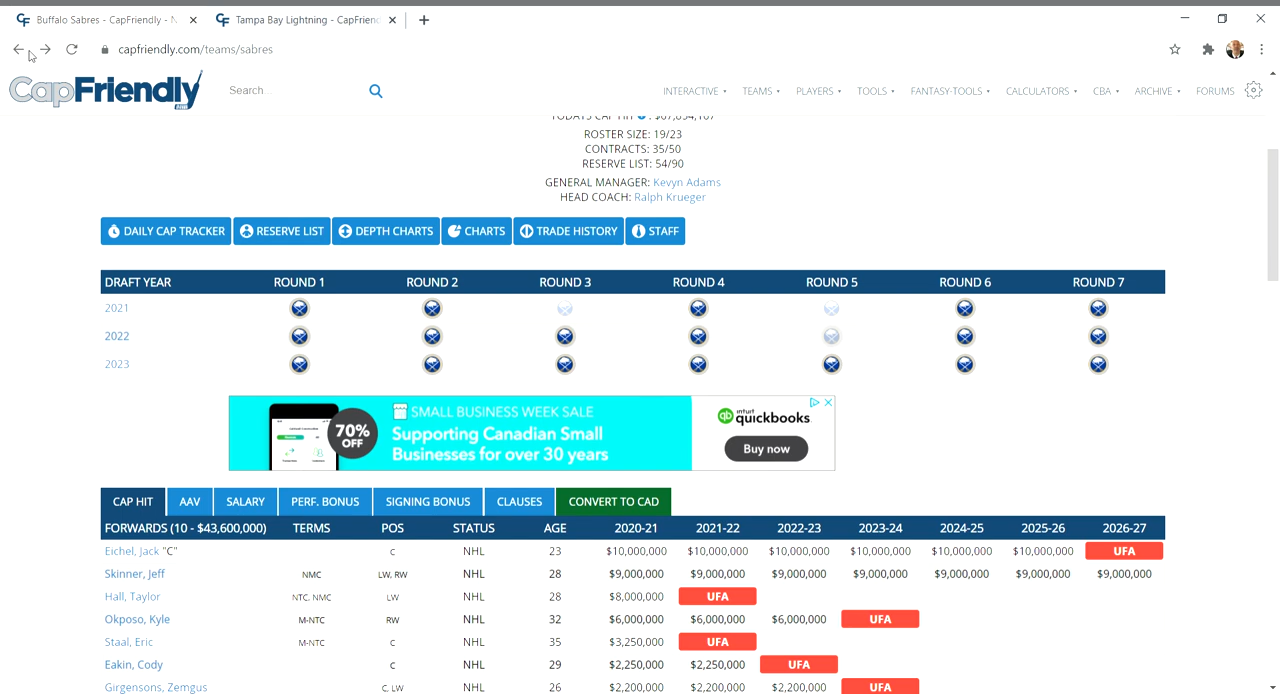 Buffalo Sabres - CapFriendly - N
Tampa Bay Lightning - CapFriend
capfriendly.com/teams/sabres
CapFriendly
Search...
INTERACTIVE TEAMS PLAYERS TOOLS FANTASY-TOOLS CALCULATORS CBA ARCHIVE FORUMS
ROSTER SIZE: 19/23
CONTRACTS: 35/50
RESERVE LIST: 54/90
GENERAL MANAGER: Kevyn Adams
HEAD COACH: Ralph Krueger
DAILY CAP TRACKER RESERVE LIST DEPTH CHARTS CHARTS TRADE HISTORY STAFF
DRAFT YEAR ROUND 1 ROUND 2 ROUND 3 ROUND 4 ROUND 5 ROUND 6 ROUND 7
2021
2022
2023
SMALL BUSINESS WEEK SALE
70% OFF
Supporting Canadian Small
Businesses for over 30 years
qb intuit quickbooks
Buy now
CAP HIT AAV SALARY PERF. BONUS SIGNING BONUS CLAUSES CONVERT TO CAD
FORWARDS (10 - $43,600,000) TERMS POS STATUS AGE 2020-21 2021-22 2022-23 2023-24 2024-25 2025-26 2026-27
Eichel, Jack "C" C NHL 23 $10,000,000 $10,000,000 $10,000,000 $10,000,000 $10,000,000 $10,000,000 UFA
Skinner, Jeff NMC LW, RW NHL 28 $9,000,000 $9,000,000 $9,000,000 $9,000,000 $9,000,000 $9,000,000 $9,000,000
Hall, Taylor NTC, NMC LW NHL 28 $8,000,000 UFA
Okposo, Kyle M-NTC RW NHL 32 $6,000,000 $6,000,000 $6,000,000 UFA
Staal, Eric M-NTC C NHL 35 $3,250,000 UFA
Eakin, Cody C NHL 29 $2,250,000 $2,250,000 UFA
Girgensons, Zemgus C, LW NHL 26 $2,200,000 $2,200,000 $2,200,000 UFA